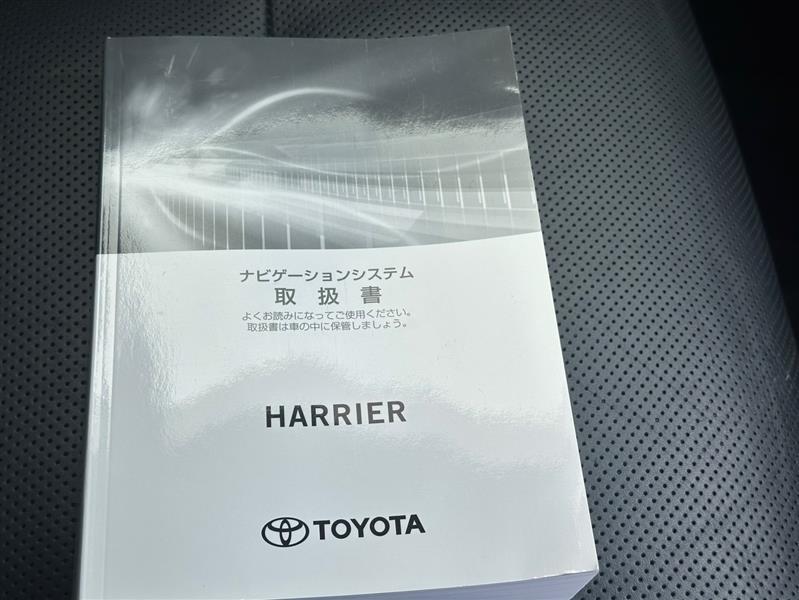 ナビゲーションシステム
取扱書
よくお読みになってご使用ください。
取扱書は車の中に保管しましょう。
HARRIER
TOYOTA